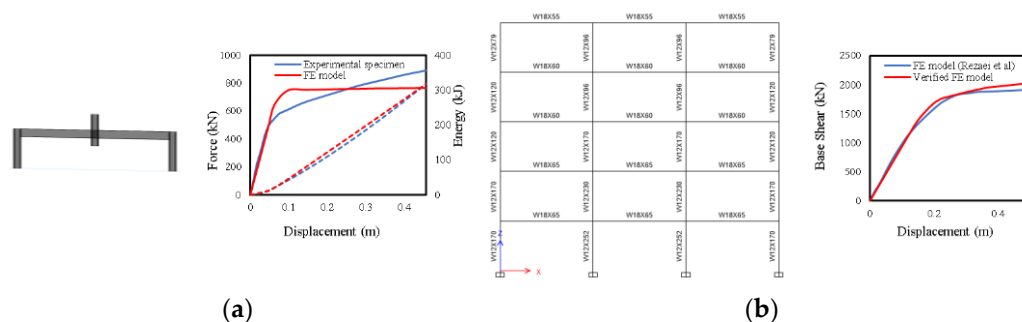 1000
800
600
400
200
0
Force (kN)
Experimental specimen
FE model
400
300
200
100
0
Energy (kJ)
0
0.1
0.2
0.3
0.4
Displacement (m)
(a)
W18X55 W18X55 W18X55
W12X79 W12X96 W12X96 W12X79
W18X60 W18X60 W18X60
W12X120 W12X96 W12X96 W12X120
W18X60 W18X60 W18X60
W12X120 W12X170 W12X170 W12X120
W18X65 W18X65 W18X65
W12X170 W12X230 W12X230 W12X170
W18X65 W18X65 W18X65
W12X170 W12X252 W12X252 W12X170
Z
X
(b)
2500
2000
1500
1000
500
0
Base Shear (kN)
FE model (Rezaei et al)
Verified FE model
0
0.2
0.4
Displacement (m)